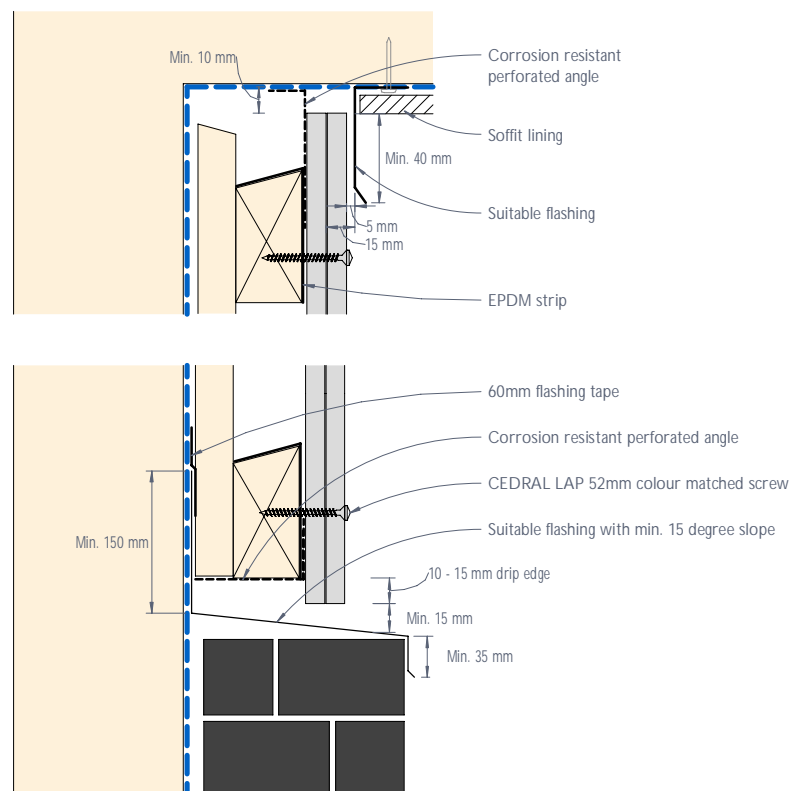 Min. 10 mm
Corrosion resistant
perforated angle
Soffit lining
Min. 40 mm
Suitable flashing
5 mm
15 mm
EPDM strip
60mm flashing tape
Corrosion resistant perforated angle
CEDRAL LAP 52mm colour matched screw
Suitable flashing with min. 15 degree slope
Min. 150 mm
10 - 15 mm drip edge
Min. 15 mm
Min. 35 mm